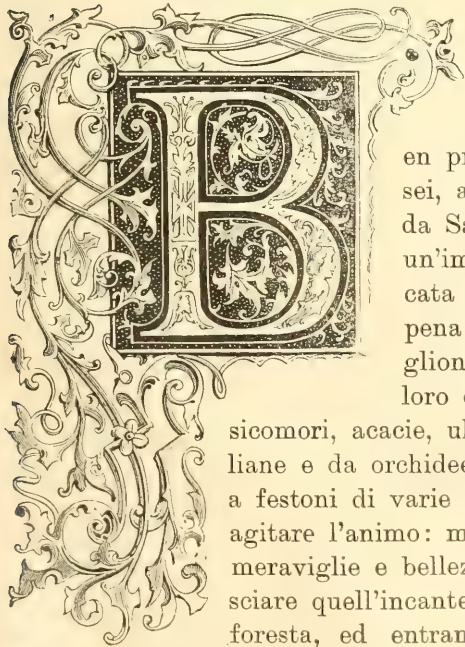 Ben pr
sei, a
da Sa
un'im
cata
pena
glion
loro
sicomori, acacie, ul
liane e da orchidee
a festoni di varie
agitare l'animo: m
meraviglie e bellez
sciare quell'incante
foresta, ed entran